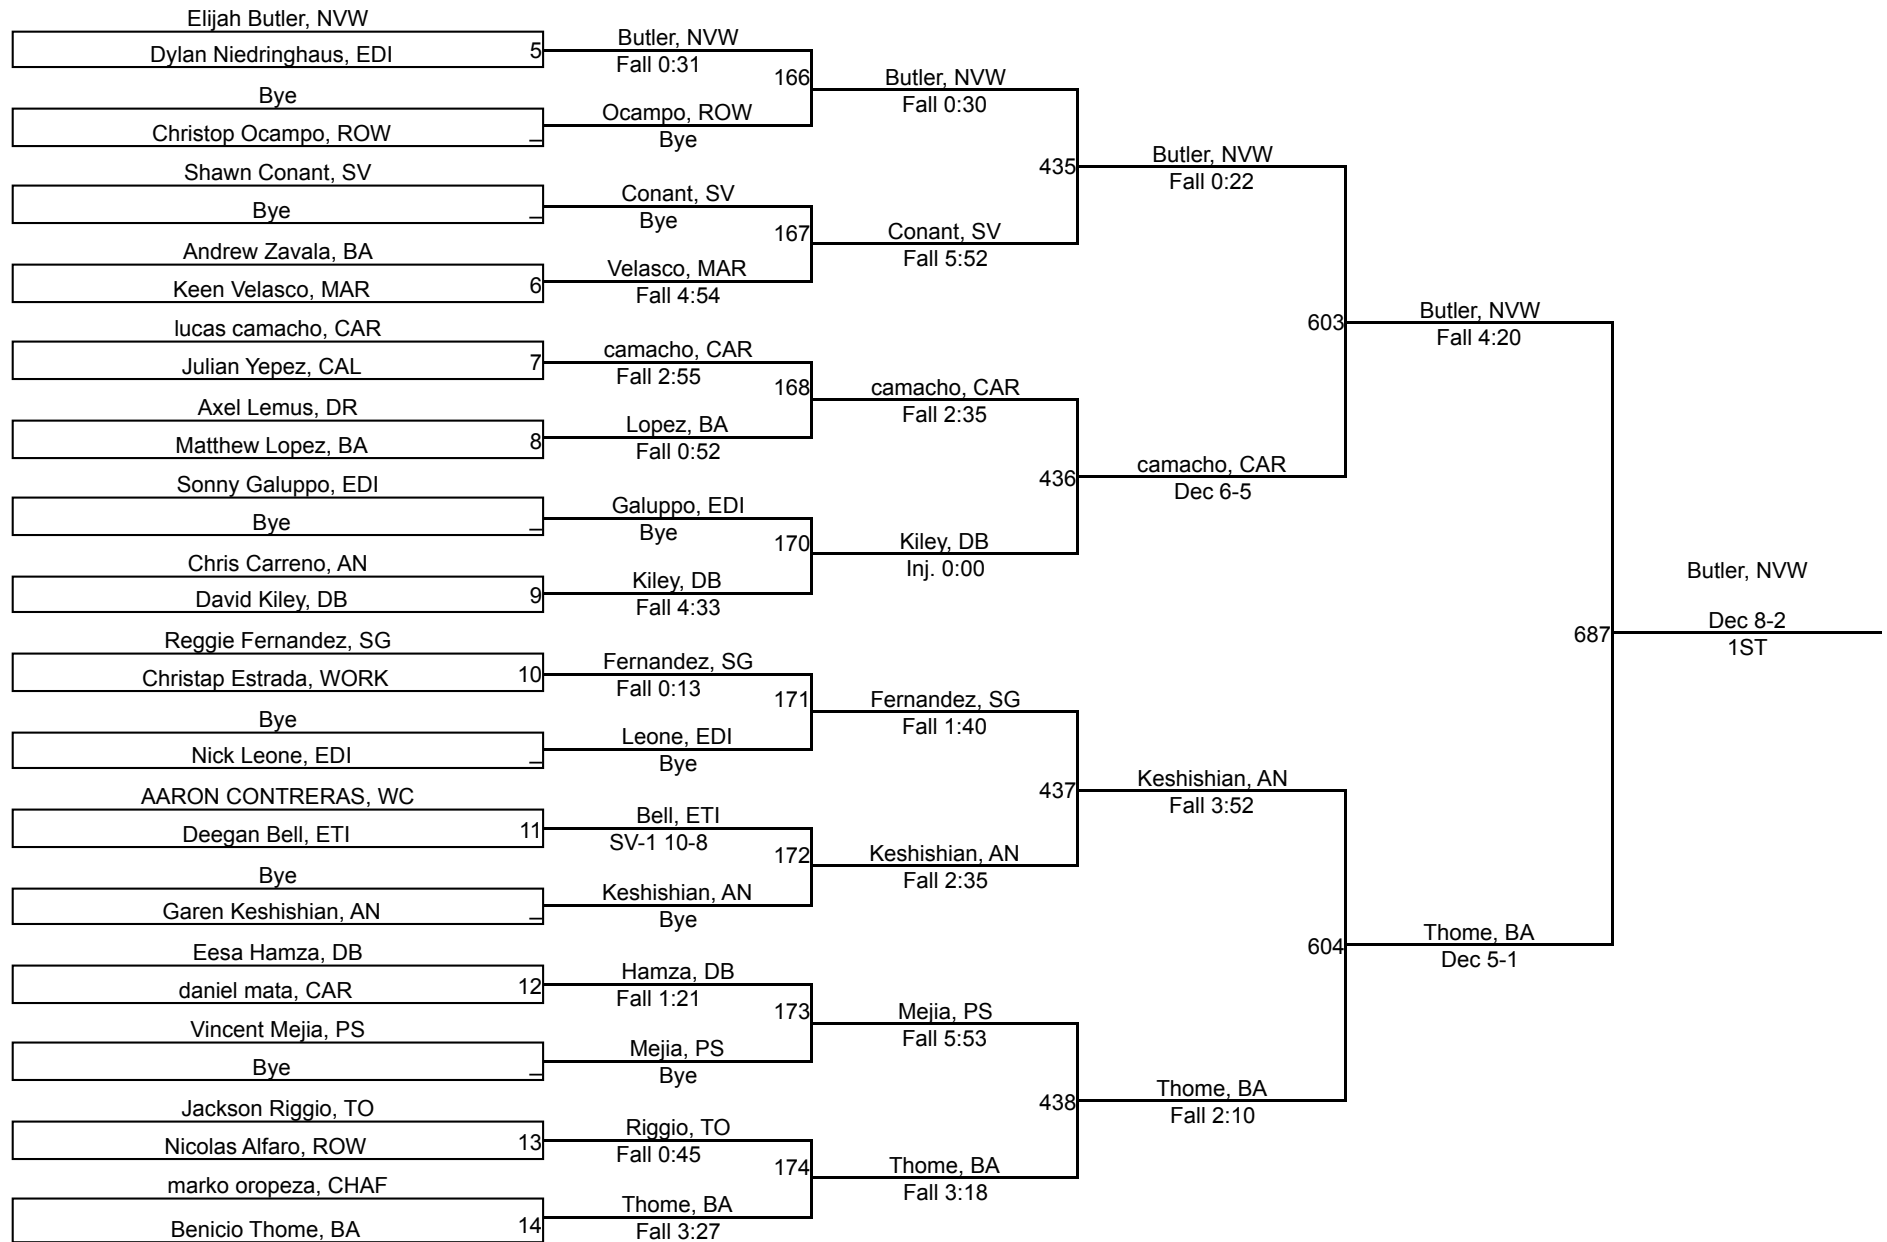 Elijah Butler, NVW
Dylan Niedringhaus, EDI 5
Bye
Christop Ocampo, ROW _
Shawn Conant, SV
Bye _
Andrew Zavala, BA
Keen Velasco, MAR 6
lucas camacho, CAR
Julian Yepez, CAL 7
Axel Lemus, DR
Matthew Lopez, BA 8
Sonny Galuppo, EDI
Bye _
Chris Carreno, AN
David Kiley, DB 9
Reggie Fernandez, SG
Christap Estrada, WORK 10
Bye
Nick Leone, EDI _
AARON CONTRERAS, WC
Deegan Bell, ETI 11
Bye
Garen Keshishian, AN _
Eesa Hamza, DB
daniel mata, CAR 12
Vincent Mejia, PS
Bye _
Jackson Riggio, TO
Nicolas Alfaro, ROW 13
marko oropeza, CHAF
Benicio Thome, BA 14
Butler, NVW
Fall 0:31
166
Ocampo, ROW
Bye
Conant, SV
Bye
167
Velasco, MAR
Fall 4:54
camacho, CAR
Fall 2:55
168
Lopez, BA
Fall 0:52
Galuppo, EDI
Bye
170
Kiley, DB
Fall 4:33
Fernandez, SG
Fall 0:13
171
Leone, EDI
Bye
Bell, ETI
SV-1 10-8
172
Keshishian, AN
Bye
Hamza, DB
Fall 1:21
173
Mejia, PS
Bye
Riggio, TO
Fall 0:45
174
Thome, BA
Fall 3:27
Butler, NVW
Fall 0:30
435
Conant, SV
Fall 5:52
camacho, CAR
Fall 2:35
436
Kiley, DB
Inj. 0:00
Fernandez, SG
Fall 1:40
437
Keshishian, AN
Fall 2:35
Mejia, PS
Fall 5:53
438
Thome, BA
Fall 3:18
Butler, NVW
Fall 0:22
603
camacho, CAR
Dec 6-5
Keshishian, AN
Fall 3:52
604
Thome, BA
Fall 2:10
Butler, NVW
Fall 4:20
687
Thome, BA
Dec 5-1
Butler, NVW
Dec 8-2
1ST